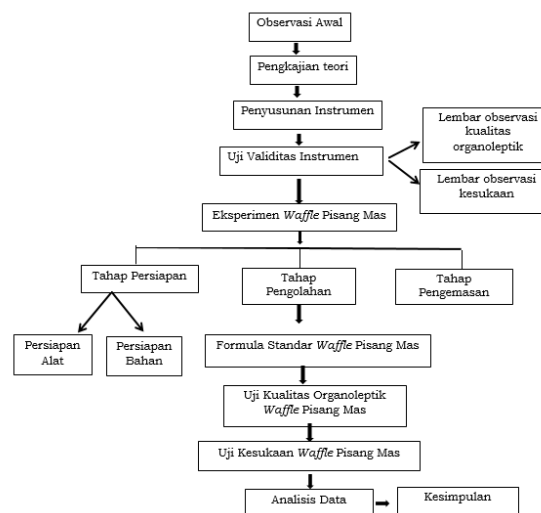 Observasi Awal
Pengkajian teori
Penyusunan Instrumen
Uji Validitas Instrumen
Lembar observasi
kualitas
organoleptik
Lembar observasi
kesukaan
Eksperimen Waffle Pisang Mas
Tahap Persiapan
Tahap
Pengolahan
Tahap
Pengemasan
Persiapan
Alat
Persiapan
Bahan
Formula Standar Waffle Pisang Mas
Uji Kualitas Organoleptik
Waffle Pisang Mas
Uji Kesukaan Waffle Pisang Mas
Analisis Data
Kesimpulan